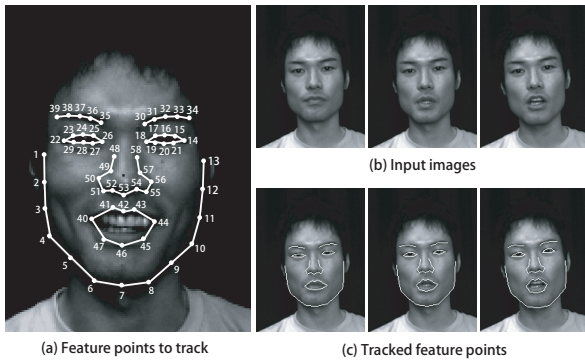 39 38 37 36 35 30 31 32 33 34
23 24 25 17 16 15
22 26 18 14
29 28 27 19 20 21
1 48 58 13
49 57
50 56
2 51 52 53 54 55 12
3 41 42 43 11
40 44
4 47 46 45 10
5 9
6 7 8
(a) Feature points to track
(b) Input images
(c) Tracked feature points